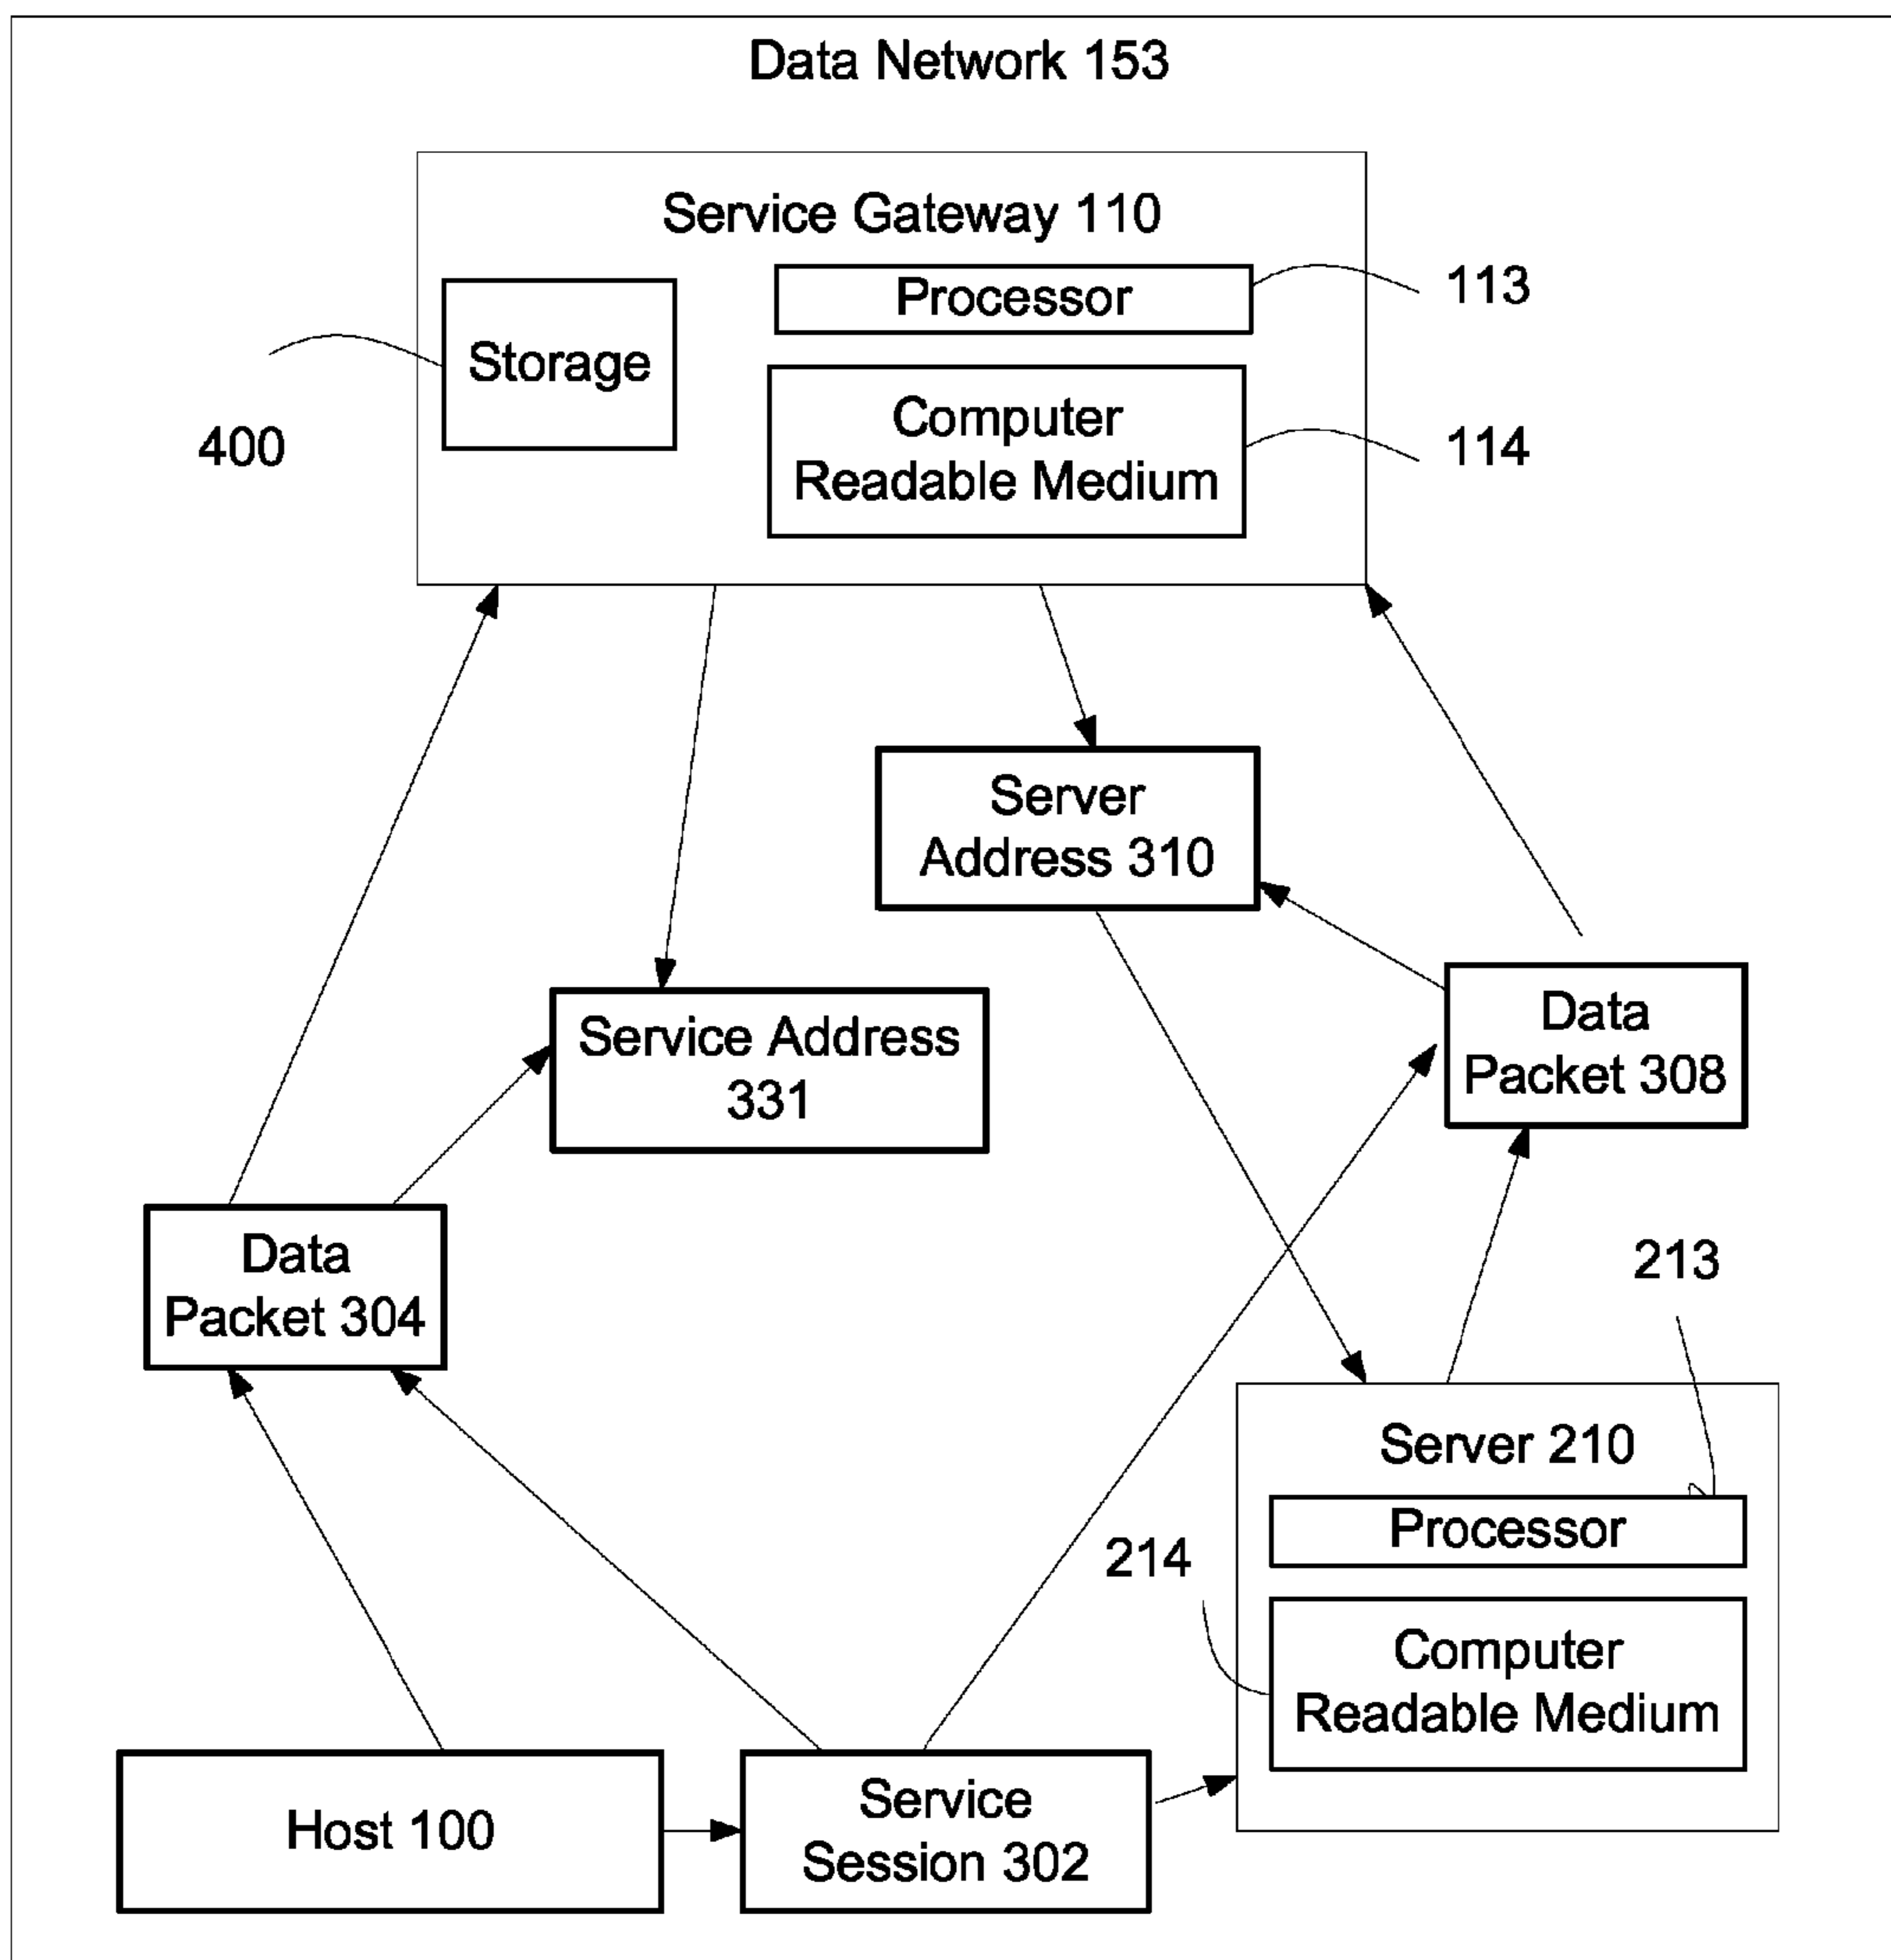 Data Network 153
Service Gateway 110
Processor
113
Storage
400
Computer
Readable Medium
114
Server
Address 310
Service Address
331
Data
Packet 308
Data
Packet 304
213
Server 210
Processor
214
Computer
Readable Medium
Host 100
Service
Session 302